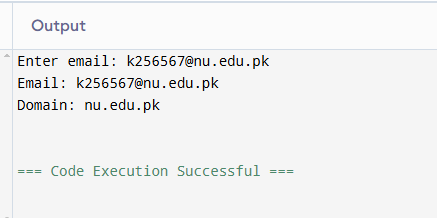 Output
Enter email: k256567@nu.edu.pk
Email: k256567@nu.edu.pk
Domain: nu.edu.pk
=== Code Execution Successful ===